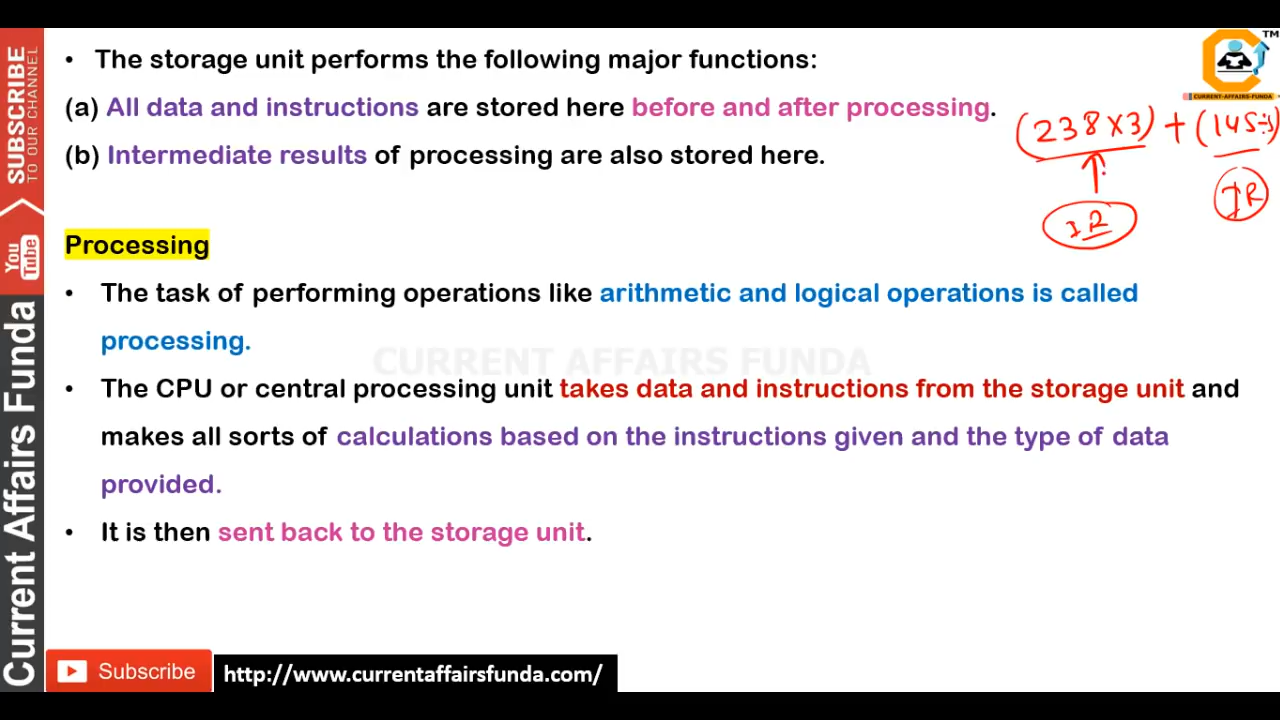 • The storage unit performs the following major functions:
(a) All data and instructions are stored here before and after processing.
(b) Intermediate results of processing are also stored here.
(238×3) + (145÷
IR
IR
Processing
• The task of performing operations like arithmetic and logical operations is called
processing.
• The CPU or central processing unit takes data and instructions from the storage unit and
makes all sorts of calculations based on the instructions given and the type of data
provided.
• It is then sent back to the storage unit.
CURRENT AFFAIRS FUNDA
TM
CURRENT-AFFAIRS-FUNDA
SUBSCRIBE
TO OUR CHANNEL
You
Tube
Current Affairs Funda
Subscribe
http://www.currentaffairsfunda.com/